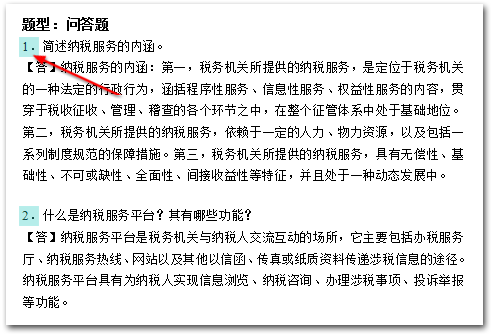 题型：问答题
1．简述纳税服务的内涵。
【答】纳税服务的内涵：第一，税务机关所提供的纳税服务，是定位于税务机关
的一种法定的行政行为，涵括程序性服务、信息性服务、权益性服务的内容，贯
穿于税收征收、管理、稽查的各个环节之中，在整个征管体系中处于基础地位。
第二，税务机关所提供的纳税服务，依赖于一定的人力、物力资源，以及包括一
系列制度规范的保障措施。第三，税务机关所提供的纳税服务，具有无偿性、基
础性、不可或缺性、全面性、间接收益性等特征，并且处于一种动态发展中。
2．什么是纳税服务平台？其有哪些功能？
【答】纳税服务平台是税务机关与纳税人交流互动的场所，它主要包括办税服务
厅、纳税服务热线、网站以及其他以信函、传真或纸质资料传递涉税信息的途径。
纳税服务平台具有为纳税人实现信息浏览、纳税咨询、办理涉税事项、投诉举报
等功能。